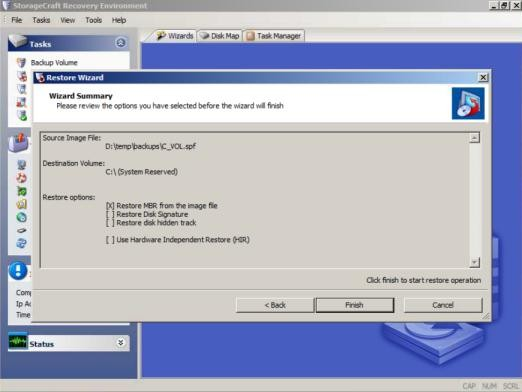 StorageCraft Recovery Environment
File Tasks View Tools Help
Wizards Disk Map Task Manager
Tasks
Backup Volume
Restore Wizard
Wizard Summary
Please review the options you have selected before the wizard will finish
Source Image File:
D:\temp\backups\C_VOL.spf
Destination Volume:
C:\ (System Reserved)
Restore options:
[X] Restore MBR from the image file
[ ] Restore Disk Signature
[ ] Restore disk hidden track
[ ] Use Hardware Independent Restore (HIR)
Click finish to start restore operation
< Back Finish Cancel
Time
Status
CAP NUM SCRL